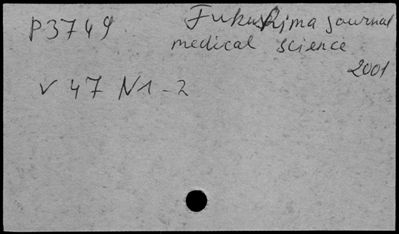 P3749 Fukushima journal
medical science
2001
v 47 N1-2